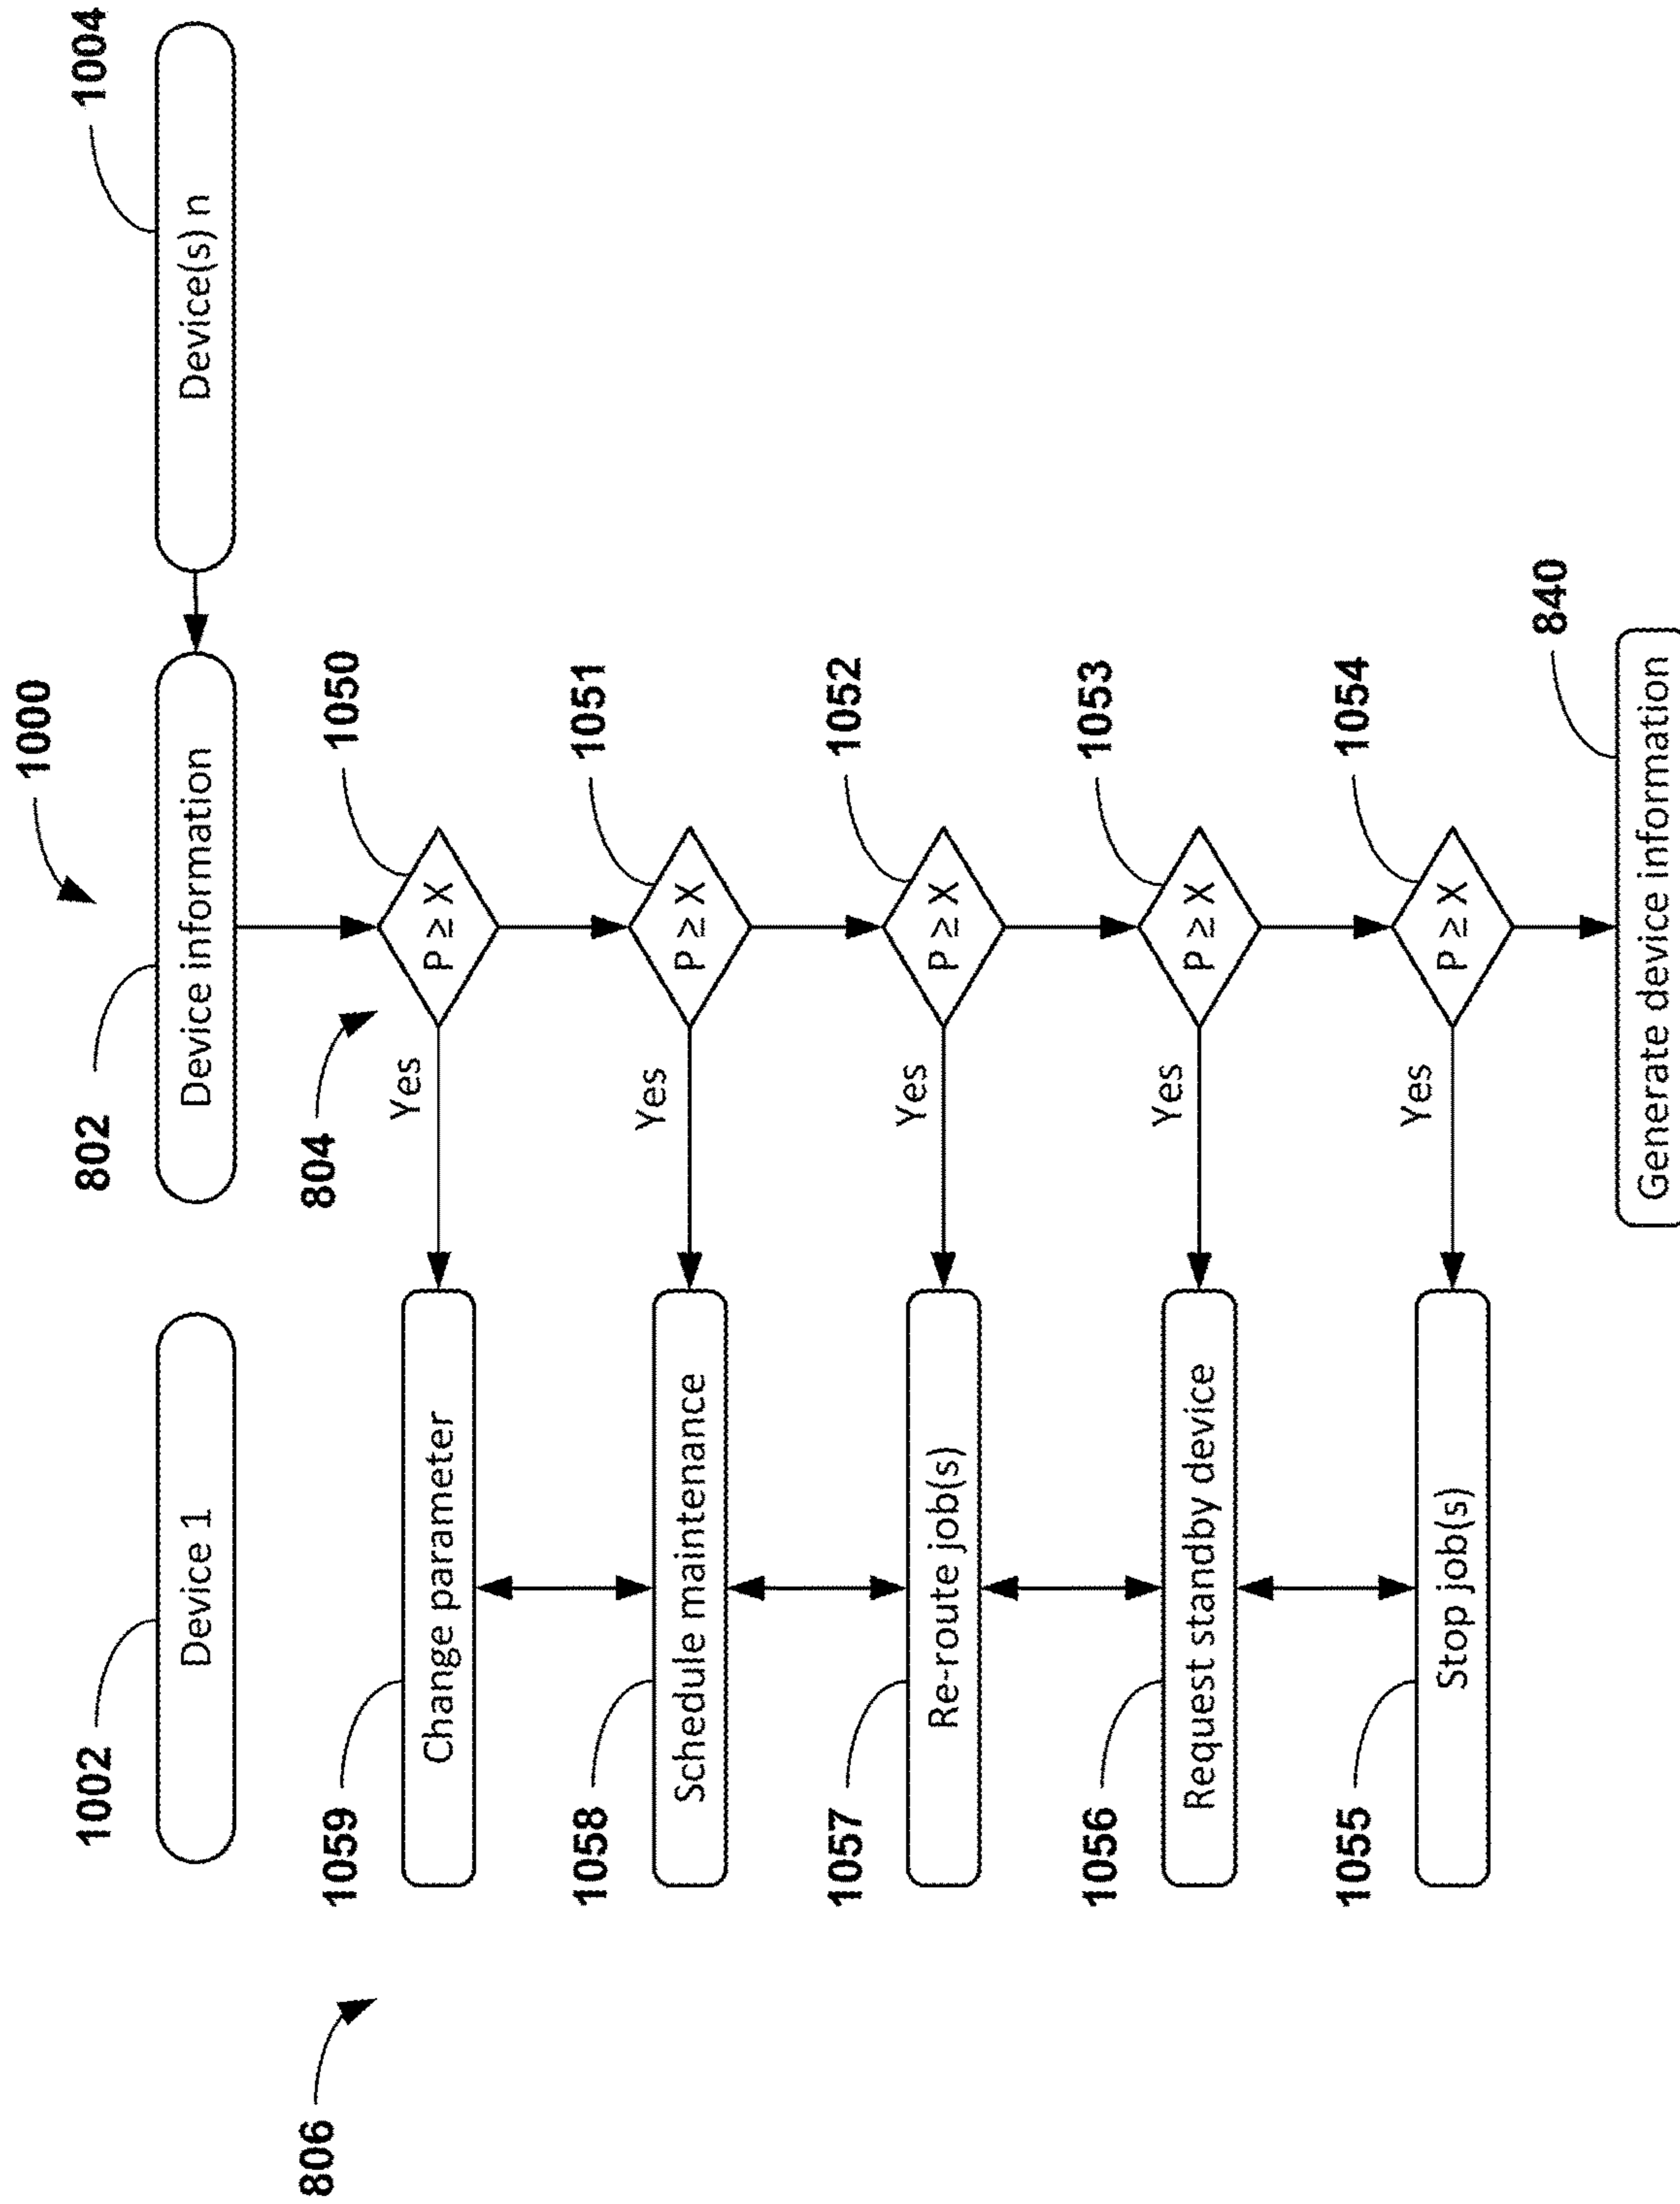 1000
1002
802
1004
Device 1
Device information
Device(s) n
806
804
1059
1050
Change parameter
Yes
P ≥ X
1058
1051
Schedule maintenance
Yes
P ≥ X
1057
1052
Re-route job(s)
Yes
P ≥ X
1056
1053
Request standby device
Yes
P ≥ X
1055
1054
Stop job(s)
Yes
P ≥ X
840
Generate device information